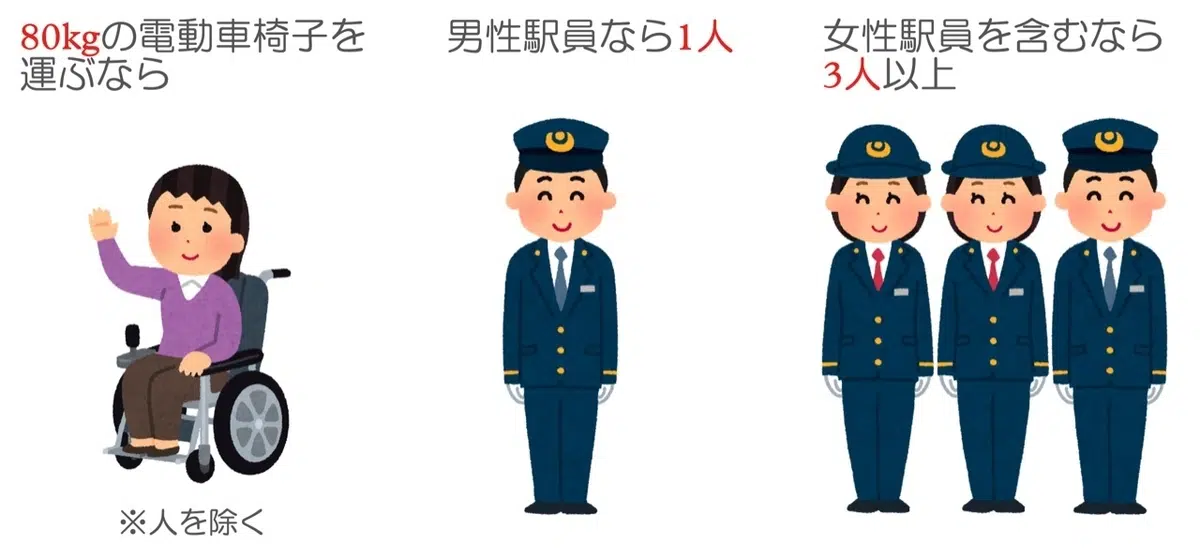 80kgの電動車椅子を
運ぶなら
男性駅員なら1人
女性駅員を含むなら
3人以上
※人を除く